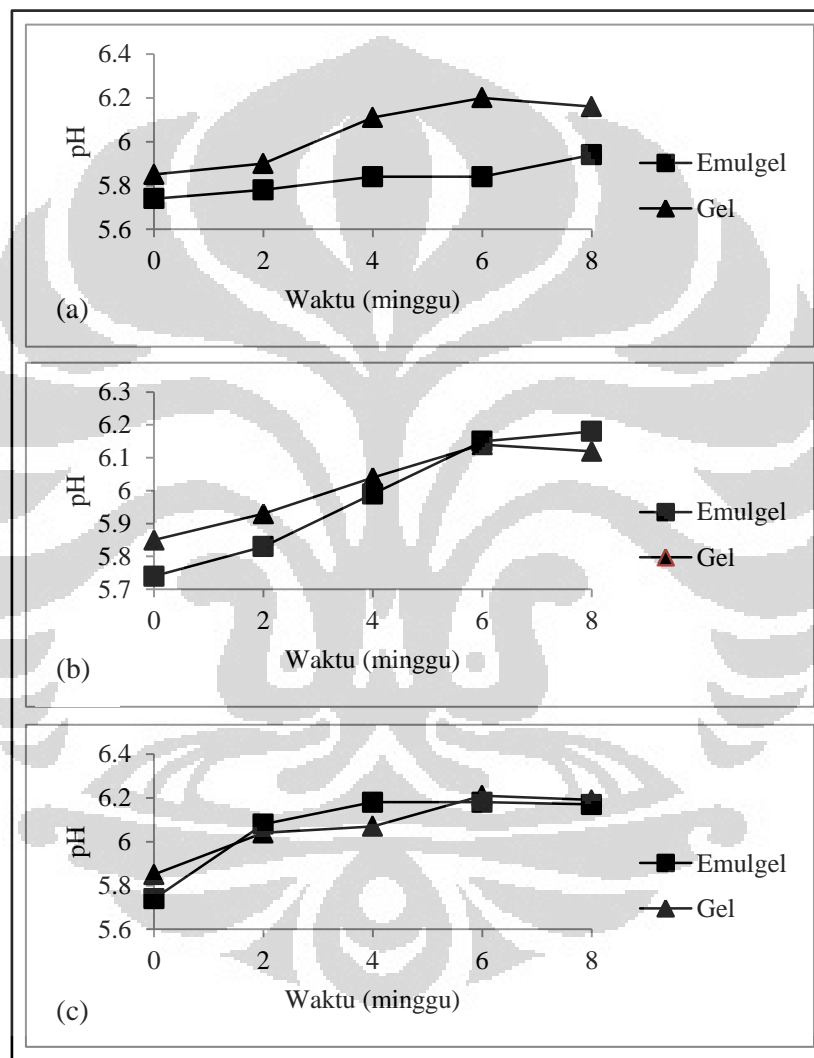 6.4
6.2
6
5.8
5.6
pH
0 2 4 6 8
Waktu (minggu)
Emulgel
Gel
(a)
6.3
6.2
6.1
6
5.9
5.8
5.7
pH
0 2 4 6 8
Waktu (minggu)
Emulgel
Gel
(b)
6.4
6.2
6
5.8
5.6
pH
0 2 4 6 8
Waktu (minggu)
Emulgel
Gel
(c)